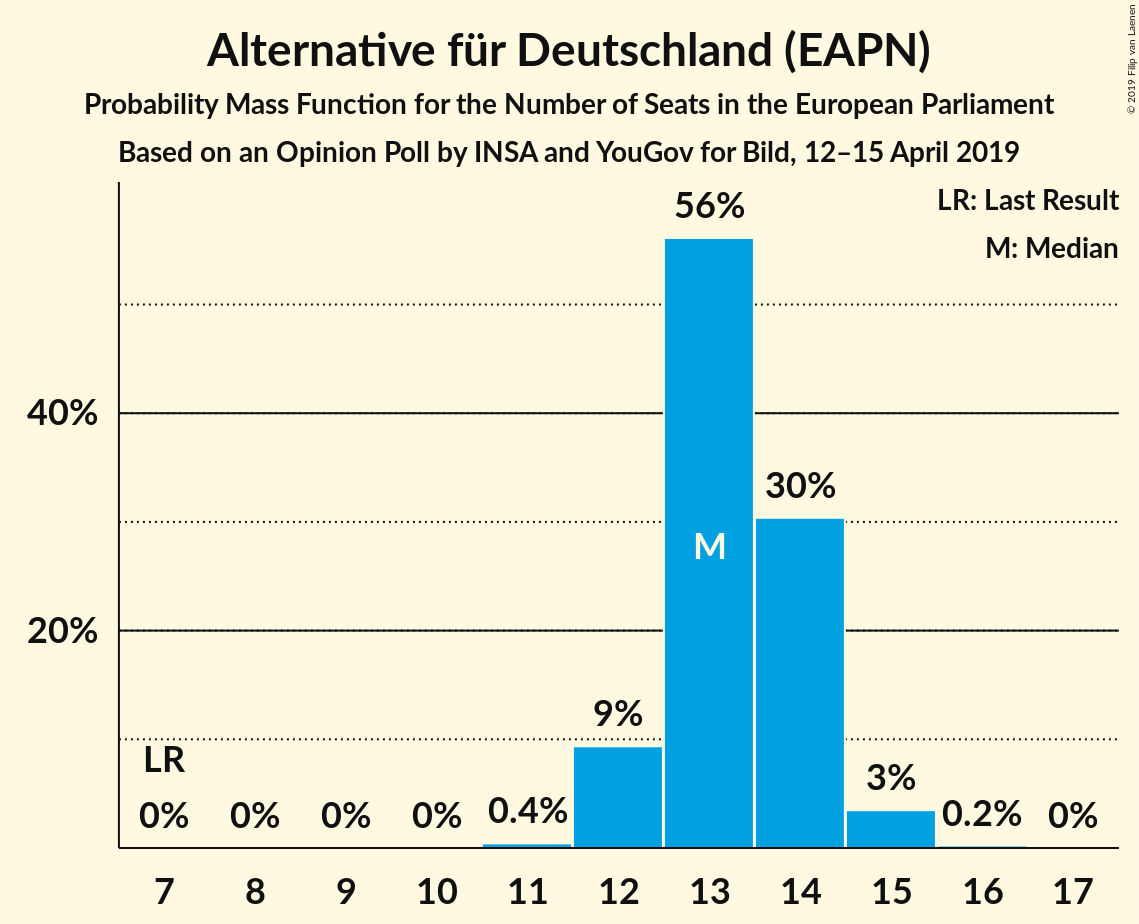 Alternative für Deutschland (EAPN)
Probability Mass Function for the Number of Seats in the European Parliament
Based on an Opinion Poll by INSA and YouGov for Bild, 12–15 April 2019
© 2019 Filip van Laenen
LR: Last Result
M: Median
56%
40%
30%
M
20%
9%
LR
3%
0% 0% 0% 0% 0.4% 0.2% 0%
7 8 9 10 11 12 13 14 15 16 17